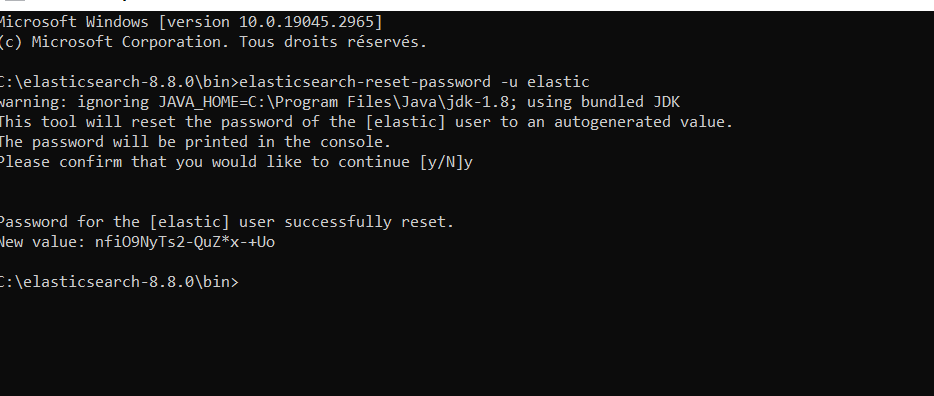 Microsoft Windows [version 10.0.19045.2965]
(c) Microsoft Corporation. Tous droits réservés.
C:\elasticsearch-8.8.0\bin>elasticsearch-reset-password -u elastic
warning: ignoring JAVA_HOME=C:\Program Files\Java\jdk-1.8; using bundled JDK
This tool will reset the password of the [elastic] user to an autogenerated value.
The password will be printed in the console.
Please confirm that you would like to continue [y/N]y
Password for the [elastic] user successfully reset.
New value: nfiO9NyTs2-QuZ*x-+Uo
C:\elasticsearch-8.8.0\bin>